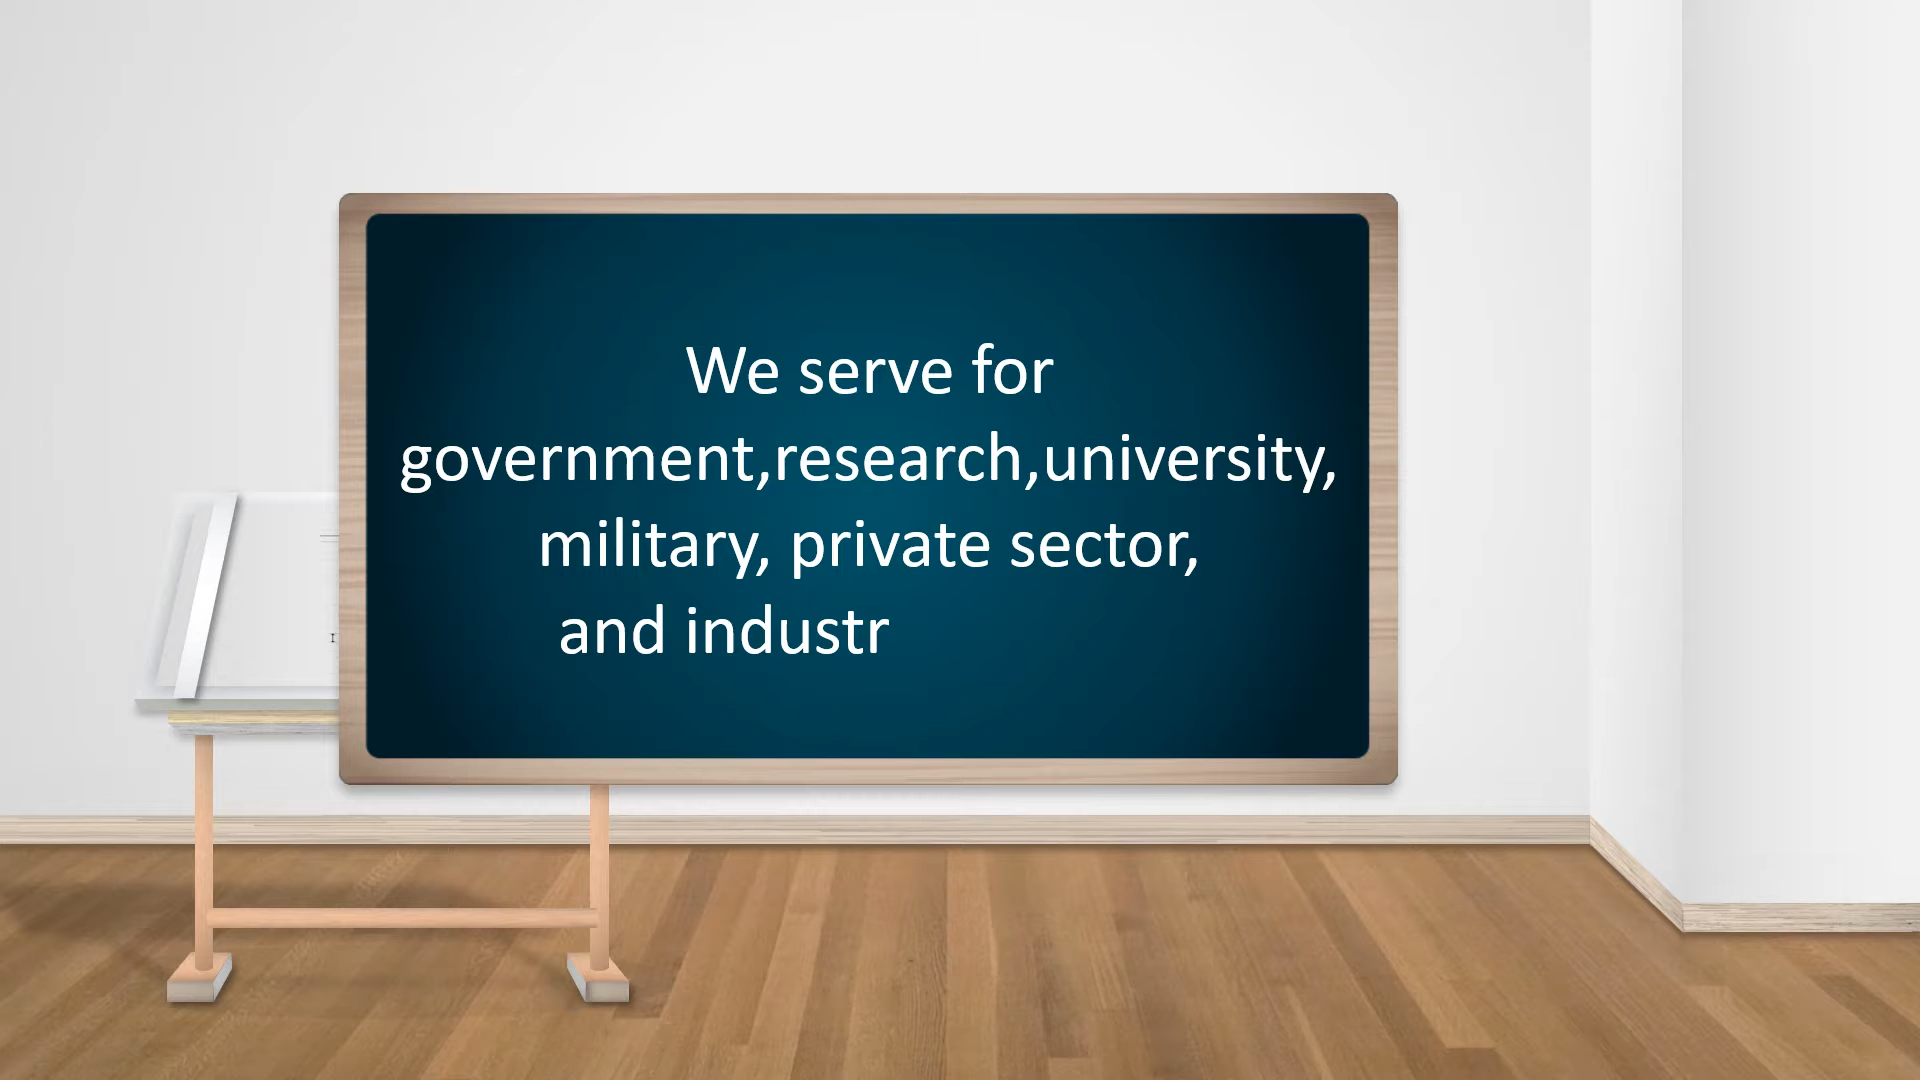 We serve for
government,research,university,
military, private sector,
and industr